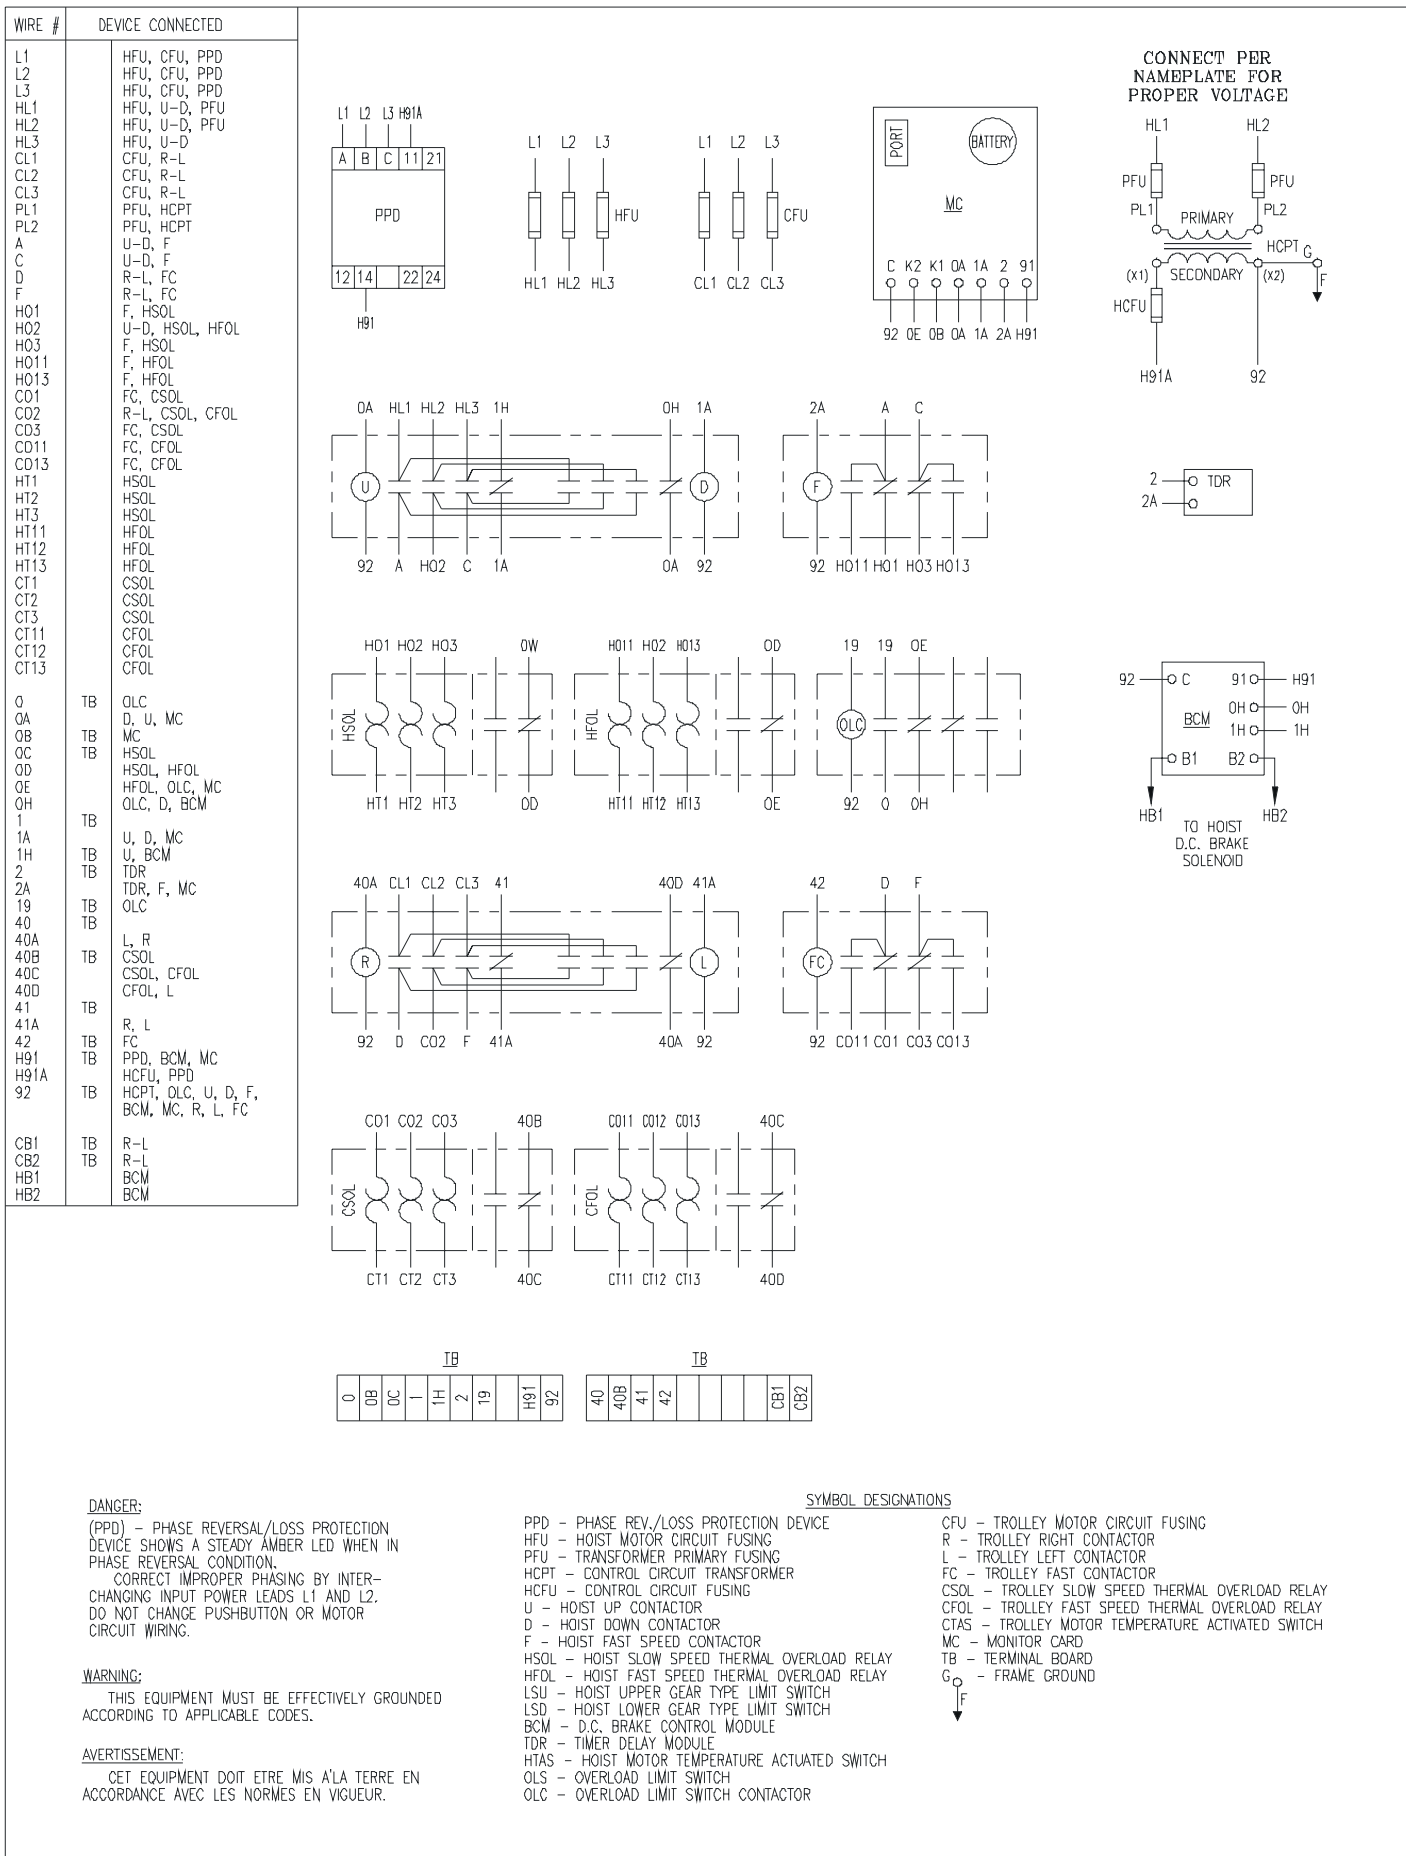 WIRE # DEVICE CONNECTED
L1 HFU, CFU, PPD
L2 HFU, CFU, PPD
L3 HFU, CFU, PPD
HL1 HFU, U-D, PFU
HL2 HFU, U-D, PFU
HL3 HFU, U-D
CL1 CFU, R-L
CL2 CFU, R-L
CL3 CFU, R-L
PL1 PFU, HCPT
PL2 PFU, HCPT
A U-D, F
C U-D, F
D R-L, FC
F R-L, FC
HO1 F, HSOL
HO2 U-D, HSOL, HFOL
HO3 F, HSOL
HO11 F, HFOL
HO13 F, HFOL
CO1 FC, CSOL
CO2 R-L, CSOL, CFOL
CO3 FC, CSOL
CO11 FC, CFOL
CO13 FC, CFOL
HT1 HSOL
HT2 HSOL
HT3 HSOL
HT11 HFOL
HT12 HFOL
HT13 HFOL
CT1 CSOL
CT2 CSOL
CT3 CSOL
CT11 CFOL
CT12 CFOL
CT13 CFOL
0 TB OLC
0A D, U, MC
0B TB MC
0C TB HSOL
0D HSOL, HFOL
0E HFOL, OLC, MC
0H OLC, D, BCM
1 TB
1A U, D, MC
1H TB U, BCM
2 TB TDR
2A TDR, F, MC
19 TB OLC
40 TB
40A L, R
40B TB CSOL
40C CSOL, CFOL
40D CFOL, L
41 TB
41A R, L
42 TB FC
H91 TB PPD, BCM, MC
H91A HCFU, PPD
92 TB HCPT, OLC, U, D, F,
BCM, MC, R, L, FC
CB1 TB R-L
CB2 TB R-L
HB1 BCM
HB2 BCM
L1 L2 L3 H91A
A B C 11 21
PPD
12 14 22 24
H91
L1 L2 L3
HFU
HL1 HL2 HL3
L1 L2 L3
CFU
CL1 CL2 CL3
PORT
BATTERY
MC
C K2 K1 0A 1A 2 91
92 0E 0B 0A 1A 2A H91
CONNECT PER
NAMEPLATE FOR
PROPER VOLTAGE
HL1 HL2
PFU PFU
PL1 PRIMARY PL2
HCPT G
(X1) SECONDARY (X2) F
HCFU
H91A 92
0A HL1 HL2 HL3 1H 0H 1A
U D
92 A HO2 C 1A 0A 92
2A A C
F
92 HO11 HO1 HO3 HO13
2 TDR
2A
HO1 HO2 HO3 0W
HSOL
HT1 HT2 HT3 0D
HO11 HO2 HO13 0D
HFOL
HT11 HT12 HT13 0E
19 19 0E
OLC
92 0 0H
92 C 91 H91
0H 0H
BCM
1H 1H
B1 B2
HB1 HB2
TO HOIST
D.C. BRAKE
SOLENOID
40A CL1 CL2 CL3 41 40D 41A
R L
92 D CO2 F 41A 40A 92
42 D F
FC
92 CO11 CO1 CO3 CO13
CO1 CO2 CO3 40B
CSOL
CT1 CT2 CT3 40C
CO11 CO12 CO13 40C
CFOL
CT11 CT12 CT13 40D
TB
0 0B 0C 1 1H 2 19 H91 92
TB
40 40B 41 42 CB1 CB2
DANGER:
(PPD) - PHASE REVERSAL/LOSS PROTECTION
DEVICE SHOWS A STEADY AMBER LED WHEN IN
PHASE REVERSAL CONDITION.
CORRECT IMPROPER PHASING BY INTER-
CHANGING INPUT POWER LEADS L1 AND L2.
DO NOT CHANGE PUSHBUTTON OR MOTOR
CIRCUIT WIRING.
WARNING:
THIS EQUIPMENT MUST BE EFFECTIVELY GROUNDED
ACCORDING TO APPLICABLE CODES.
AVERTISSEMENT:
CET EQUIPMENT DOIT ETRE MIS A'LA TERRE EN
ACCORDANCE AVEC LES NORMES EN VIGUEUR.
SYMBOL DESIGNATIONS
PPD - PHASE REV./LOSS PROTECTION DEVICE
HFU - HOIST MOTOR CIRCUIT FUSING
PFU - TRANSFORMER PRIMARY FUSING
HCPT - CONTROL CIRCUIT TRANSFORMER
HCFU - CONTROL CIRCUIT FUSING
U - HOIST UP CONTACTOR
D - HOIST DOWN CONTACTOR
F - HOIST FAST SPEED CONTACTOR
HSOL - HOIST SLOW SPEED THERMAL OVERLOAD RELAY
HFOL - HOIST FAST SPEED THERMAL OVERLOAD RELAY
LSU - HOIST UPPER GEAR TYPE LIMIT SWITCH
LSD - HOIST LOWER GEAR TYPE LIMIT SWITCH
BCM - D.C. BRAKE CONTROL MODULE
TDR - TIMER DELAY MODULE
HTAS - HOIST MOTOR TEMPERATURE ACTUATED SWITCH
OLS - OVERLOAD LIMIT SWITCH
OLC - OVERLOAD LIMIT SWITCH CONTACTOR
CFU - TROLLEY MOTOR CIRCUIT FUSING
R - TROLLEY RIGHT CONTACTOR
L - TROLLEY LEFT CONTACTOR
FC - TROLLEY FAST CONTACTOR
CSOL - TROLLEY SLOW SPEED THERMAL OVERLOAD RELAY
CFOL - TROLLEY FAST SPEED THERMAL OVERLOAD RELAY
CTAS - TROLLEY MOTOR TEMPERATURE ACTIVATED SWITCH
MC - MONITOR CARD
TB - TERMINAL BOARD
G - FRAME GROUND
F